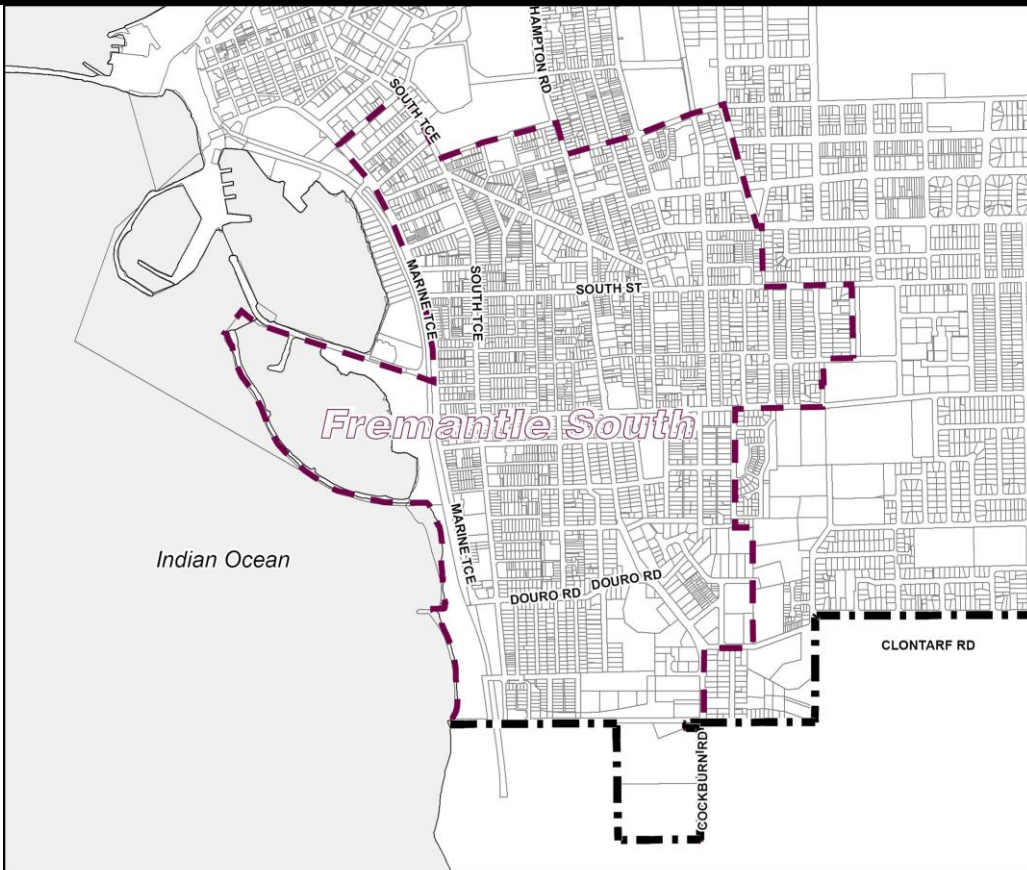 HAMPTON RD
SOUTH TCE
MARINE TCE
SOUTH TCE
SOUTH ST
Fremantle South
MARINE TCE
Indian Ocean
DOURO RD
DOURO RD
CLONTARF RD
COCKBURN RD